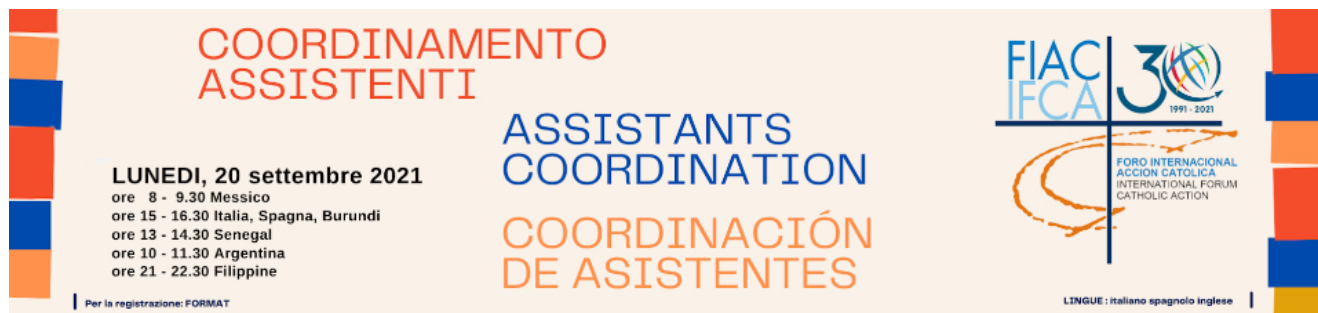 COORDINAMENTO
ASSISTENTI
ASSISTANTS
COORDINATION
COORDINACIÓN
DE ASISTENTES
LUNEDI, 20 settembre 2021
ore 8 - 9.30 Messico
ore 15 - 16.30 Italia, Spagna, Burundi
ore 13 - 14.30 Senegal
ore 10 - 11.30 Argentina
ore 21 - 22.30 Filippine
Per la registrazione: FORMAT
FIAC
IFCA
30
1991 - 2021
FORO INTERNACIONAL
ACCION CATOLICA
INTERNATIONAL FORUM
CATHOLIC ACTION
LINGUE : italiano spagnolo inglese